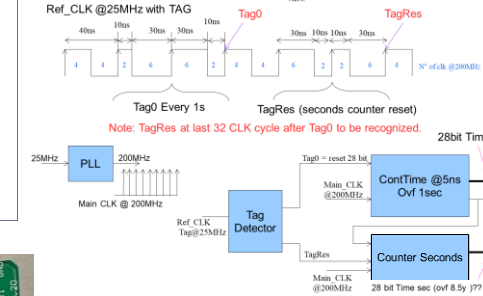 Ref_CLK @25MHz with TAG
Tag0
TagRes
40ns
10ns
30ns
30ns
10ns
30ns
10ns
10ns
30ns
4
4
2
6
6
2
4
4
6
2
2
6
4
N° of clk @200MHz
Tag0 Every 1s
TagRes (seconds counter reset)
Note: TagRes at last 32 CLK cycle after Tag0 to be recognized.
28bit Tim
25MHz
PLL
200MHz
Main CLK @ 200MHz
Tag0 = reset 28 bit
Main_CLK
@200MHz
ContTime @5ns
Ovf 1sec
Ref_CLK
Tag@25MHz
Tag
Detector
TagRes
Main_CLK
@200MHz
Counter Seconds
28 bit Time sec (ovf 8.5y )??